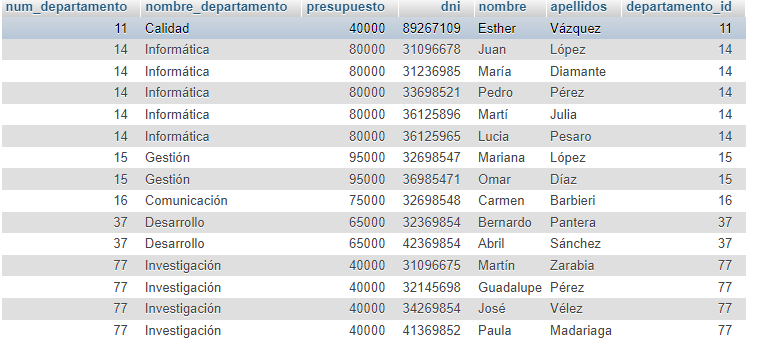 num_departamento nombre_departamento presupuesto dni nombre apellidos departamento_id
11 Calidad 40000 89267109 Esther Vázquez 11
14 Informática 80000 31096678 Juan López 14
14 Informática 80000 31236985 María Diamante 14
14 Informática 80000 33698521 Pedro Pérez 14
14 Informática 80000 36125896 Martí Julia 14
14 Informática 80000 36125965 Lucia Pesaro 14
15 Gestión 95000 32698547 Mariana López 15
15 Gestión 95000 36985471 Omar Díaz 15
16 Comunicación 75000 32698548 Carmen Barbieri 16
37 Desarrollo 65000 32369854 Bernardo Pantera 37
37 Desarrollo 65000 42369854 Abril Sánchez 37
77 Investigación 40000 31096675 Martín Zarabia 77
77 Investigación 40000 32145698 Guadalupe Pérez 77
77 Investigación 40000 34269854 José Vélez 77
77 Investigación 40000 41369852 Paula Madariaga 77